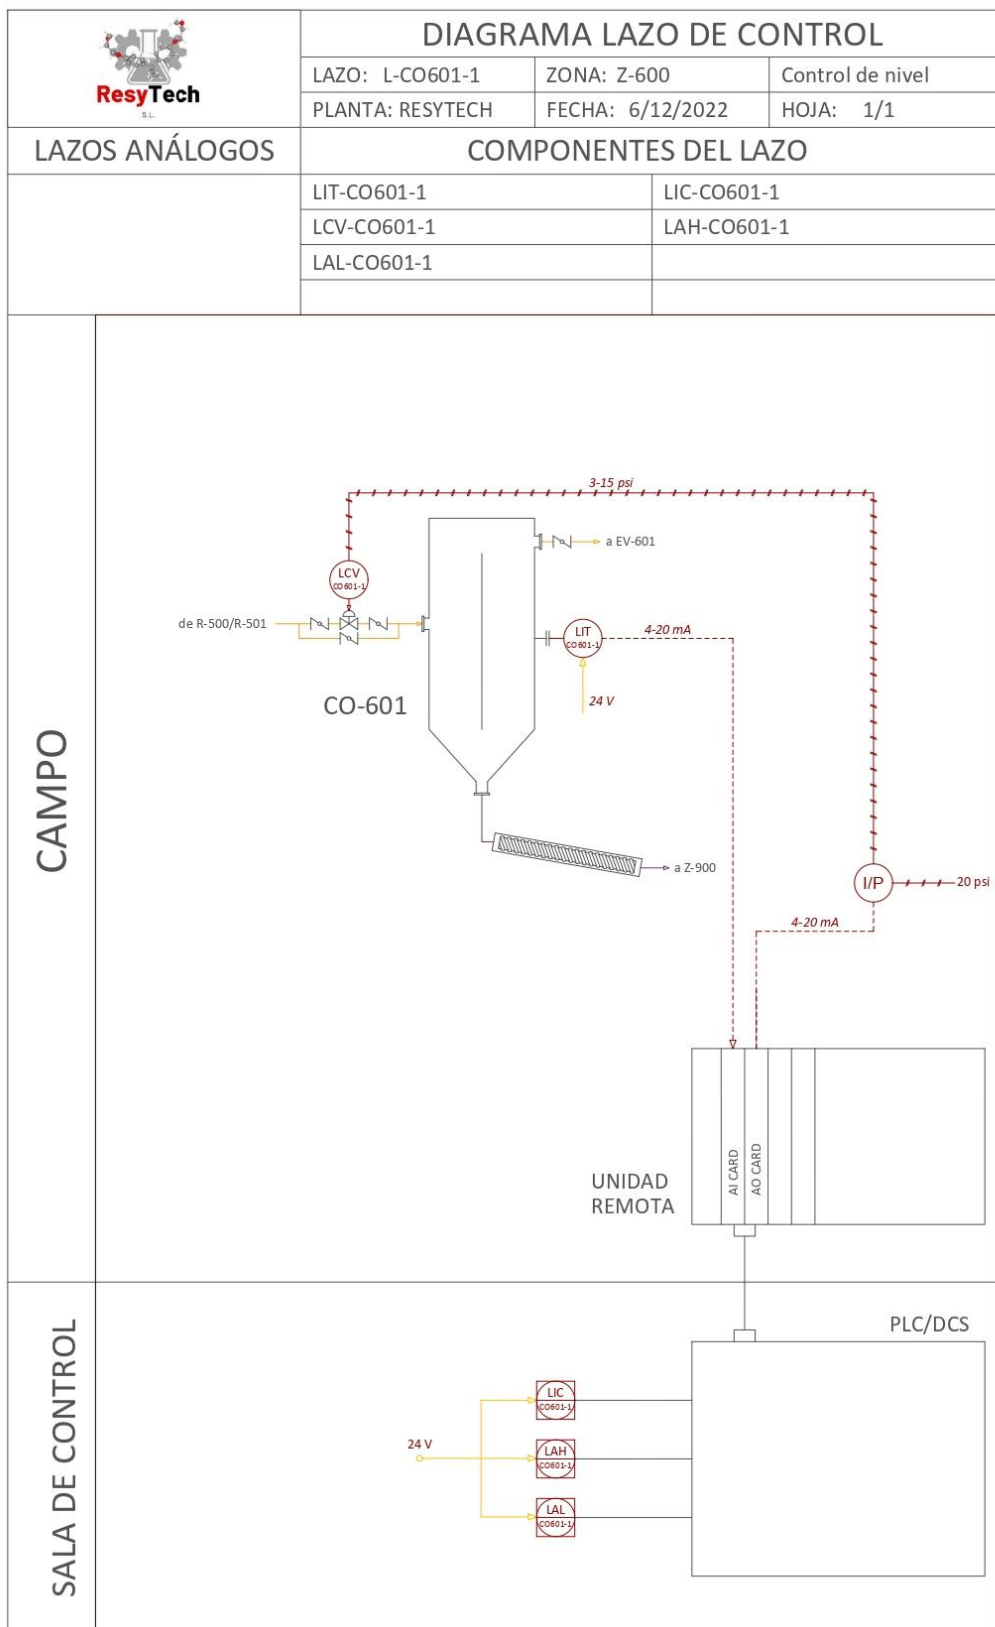 ResyTech
S.L.
DIAGRAMA LAZO DE CONTROL
LAZO: L-CO601-1
ZONA: Z-600
Control de nivel
PLANTA: RESYTECH
FECHA: 6/12/2022
HOJA: 1/1
LAZOS ANÁLOGOS
COMPONENTES DEL LAZO
LIT-CO601-1
LIC-CO601-1
LCV-CO601-1
LAH-CO601-1
LAL-CO601-1
CAMPO
3-15 psi
a EV-601
LCV
CO601-1
de R-500/R-501
LIT
CO601-1
4-20 mA
24 V
CO-601
a Z-900
I/P
20 psi
4-20 mA
UNIDAD
REMOTA
AI CARD
AO CARD
SALA DE CONTROL
PLC/DCS
24 V
LIC
CO601-1
LAH
CO601-1
LAL
CO601-1